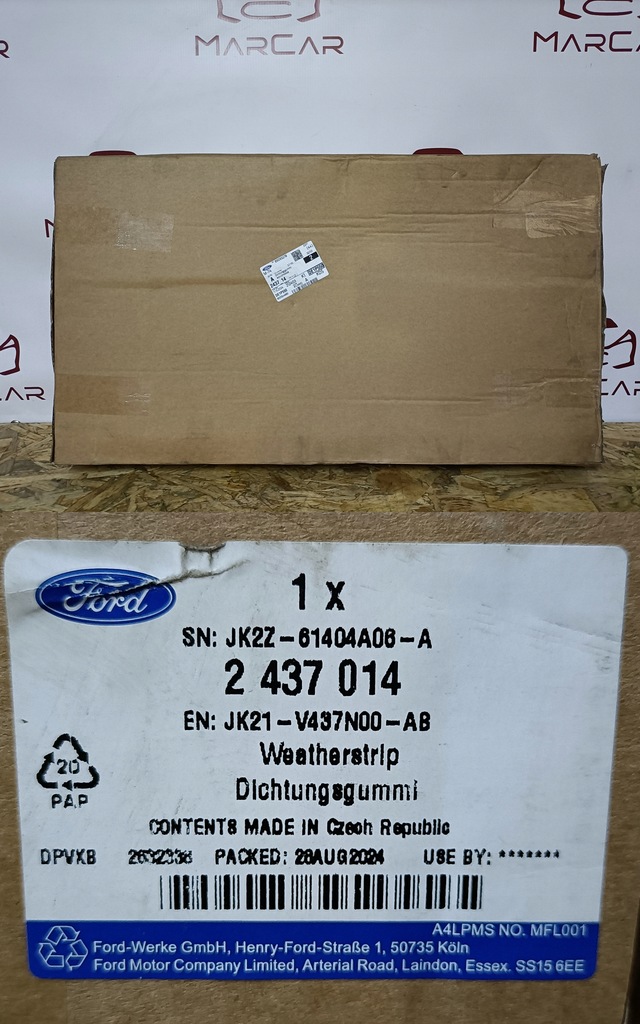 MARCAR
MARCAR
Ford
1 x
SN: JK2Z-61404A06-A
2 437 014
EN: JK21-V437N00-AB
Weatherstrip
Dichtungsgummi
20
PAP
CONTENTS MADE IN Czech Republic
DPVKB PACKED: 28AUG2024 USE BY: *******
A4LPMS NO. MFL001
Ford-Werke GmbH, Henry-Ford-Straße 1, 50735 Köln
Ford Motor Company Limited, Arterial Road, Laindon, Essex. SS15 6EE